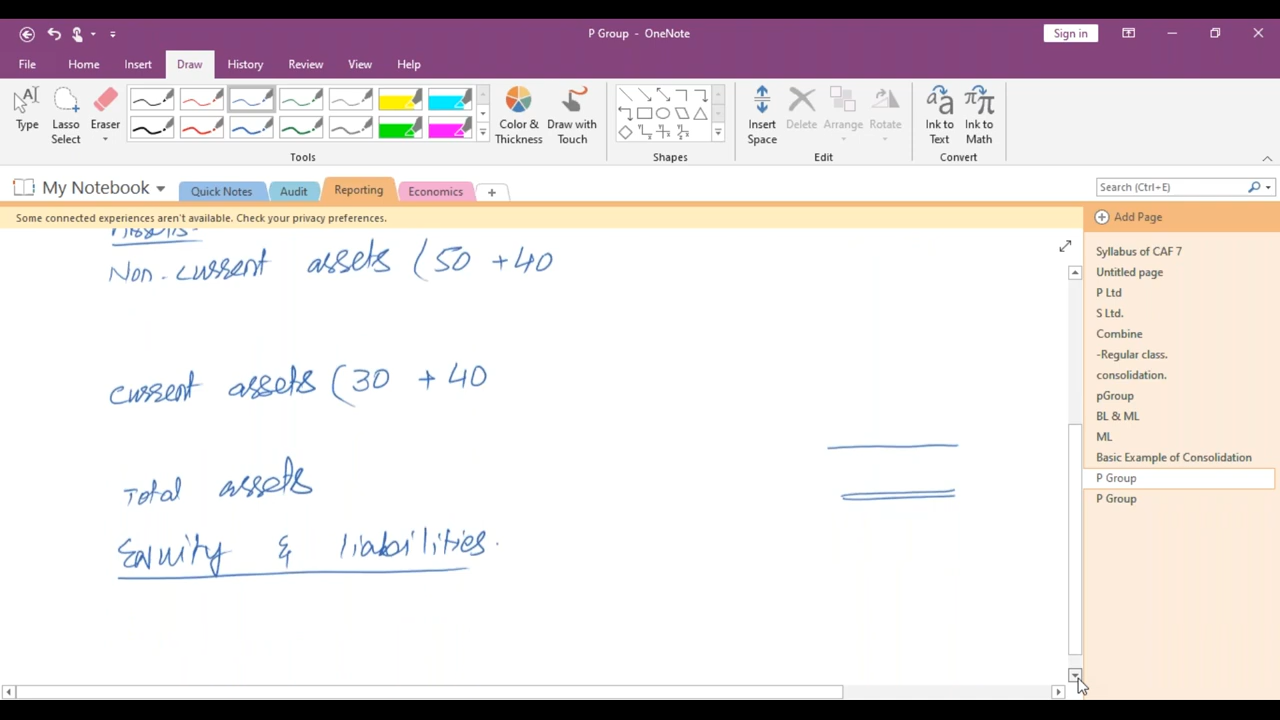 P Group - OneNote
Sign in
File Home Insert Draw History Review View Help
Type
Lasso Select
Eraser
Color & Thickness
Draw with Touch
Insert Space
Delete
Arrange
Rotate
Ink to Text
Ink to Math
Tools
Shapes
Edit
Convert
My Notebook
Quick Notes
Audit
Reporting
Economics
Search (Ctrl+E)
Some connected experiences aren't available. Check your privacy preferences.
Add Page
Assets-
Non-current assets (50 +40
current assets (30 +40
Total assets
Equity & liabilities.
Syllabus of CAF 7
Untitled page
P Ltd
S Ltd.
Combine
-Regular class.
consolidation.
pGroup
BL & ML
ML
Basic Example of Consolidation
P Group
P Group